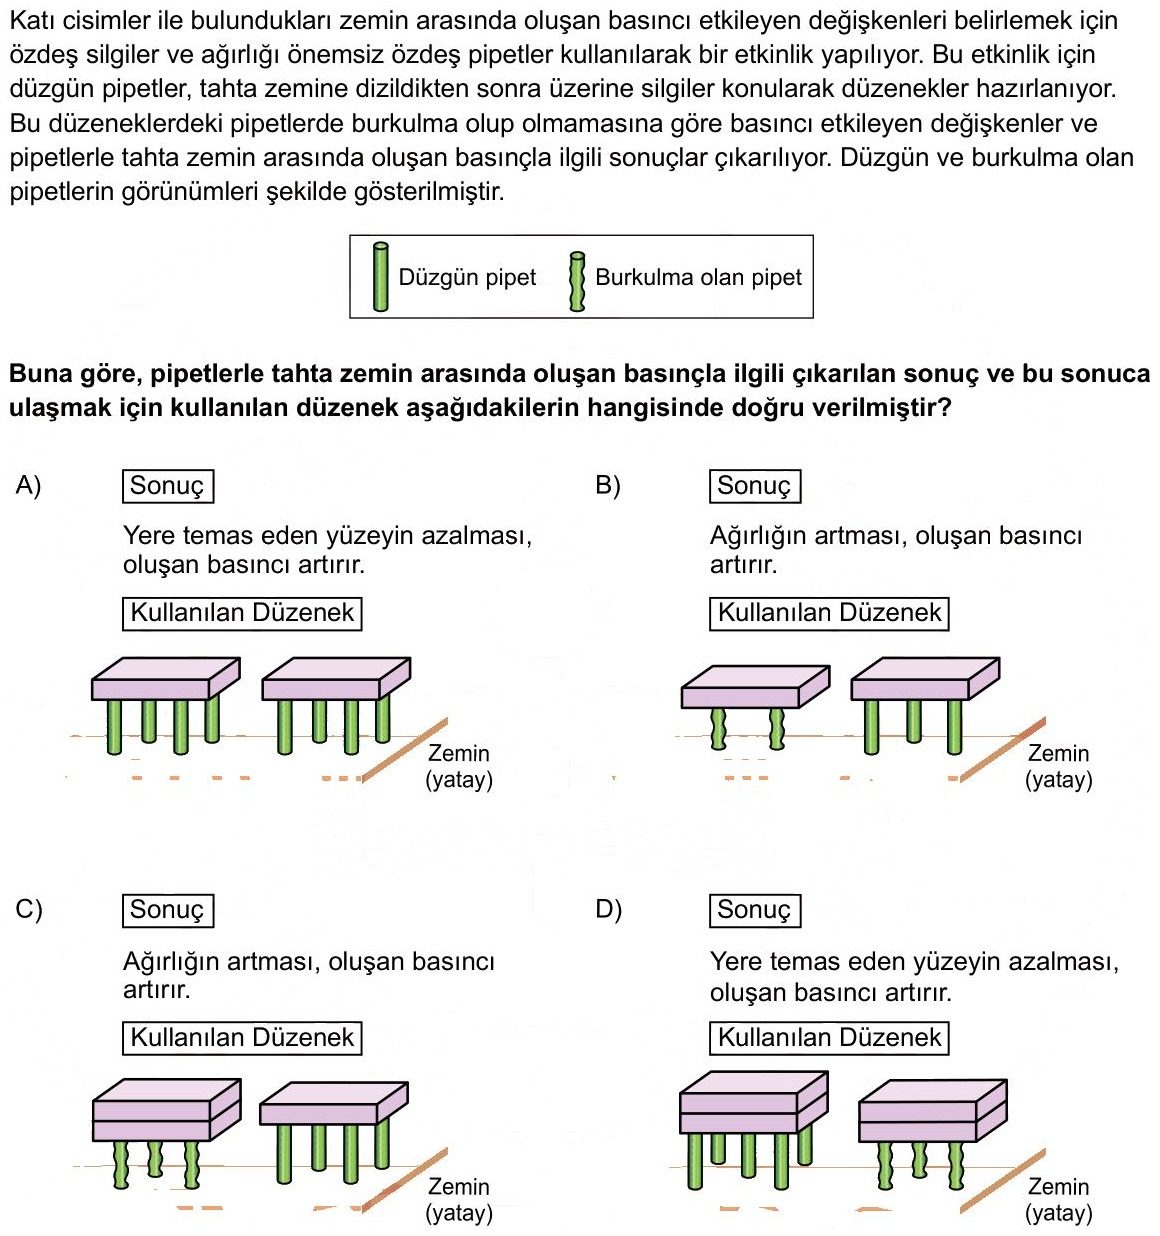 Katı cisimler ile bulundukları zemin arasında oluşan basıncı etkileyen değişkenleri belirlemek için
özdeş silgiler ve ağırlığı önemsiz özdeş pipetler kullanılarak bir etkinlik yapılıyor. Bu etkinlik için
düzgün pipetler, tahta zemine dizildikten sonra üzerine silgiler konularak düzenekler hazırlanıyor.
Bu düzeneklerdeki pipetlerde burkulma olup olmamasına göre basıncı etkileyen değişkenler ve
pipetlerle tahta zemin arasında oluşan basınçla ilgili sonuçlar çıkarılıyor. Düzgün ve burkulma olan
pipetlerin görünümleri şekilde gösterilmiştir.
Düzgün pipet
Burkulma olan pipet
Buna göre, pipetlerle tahta zemin arasında oluşan basınçla ilgili çıkarılan sonuç ve bu sonuca
ulaşmak için kullanılan düzenek aşağıdakilerin hangisinde doğru verilmiştir?
A)
Sonuç
Yere temas eden yüzeyin azalması,
oluşan basıncı artırır.
Kullanılan Düzenek
Zemin
(yatay)
B)
Sonuç
Ağırlığın artması, oluşan basıncı
artırır.
Kullanılan Düzenek
Zemin
(yatay)
C)
Sonuç
Ağırlığın artması, oluşan basıncı
artırır.
Kullanılan Düzenek
Zemin
(yatay)
D)
Sonuç
Yere temas eden yüzeyin azalması,
oluşan basıncı artırır.
Kullanılan Düzenek
Zemin
(yatay)